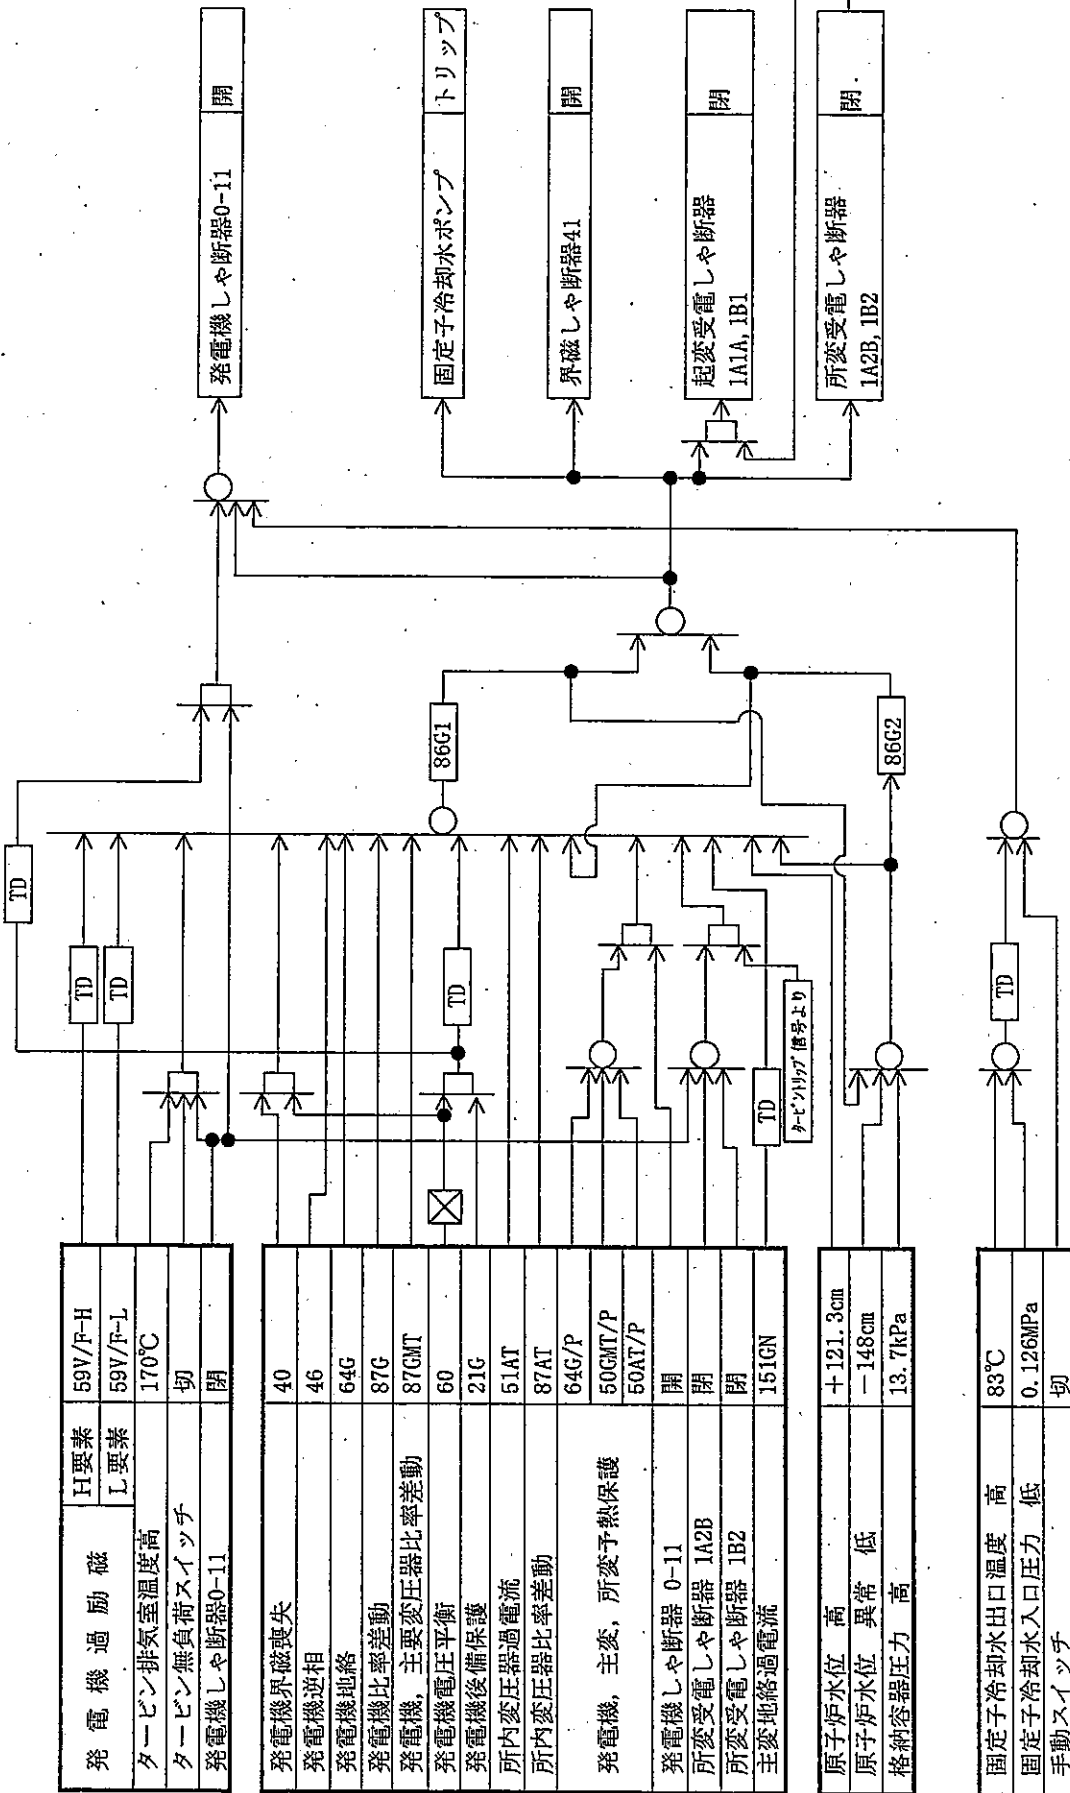 発電機過励磁 H要素 59V/F-H
L要素 59V/F-L
タービン排気室温度高 170℃
タービン無負荷スイッチ 切
発電機しゃ断器0-11 閉
発電機界磁喪失 40
発電機逆相 46
発電機地絡 64G
発電機比率差動 87G
発電機,主要変圧器比率差動 87GMT
発電機電圧平衡 60
発電機後備保護 21G
所内変圧器過電流 51AT
所内変圧器比率差動 87AT
発電機,主変,所変予熱保護 64G/P
50GMT/P
50AT/P
発電機しゃ断器 0-11 開
所変受電しゃ断器 1A2B 閉
所変受電しゃ断器 1B2 閉
主変地絡過電流 151GN
原子炉水位 高 +121.3cm
原子炉水位 異常 低 -148cm
格納容器圧力 高 13.7kPa
固定子冷却水出口温度 高 83℃
固定子冷却水入口圧力 低 0.126MPa
手動スイッチ 切
TD
TD
TD
TD
TD
タービントリップ信号より
TD
86G1
86G2
発電機しゃ断器0-11 開
固定子冷却水ポンプ トリップ
界磁しゃ断器41 開
起変受電しゃ断器
1A1A,1B1 閉
所変受電しゃ断器
1A2B,1B2 閉